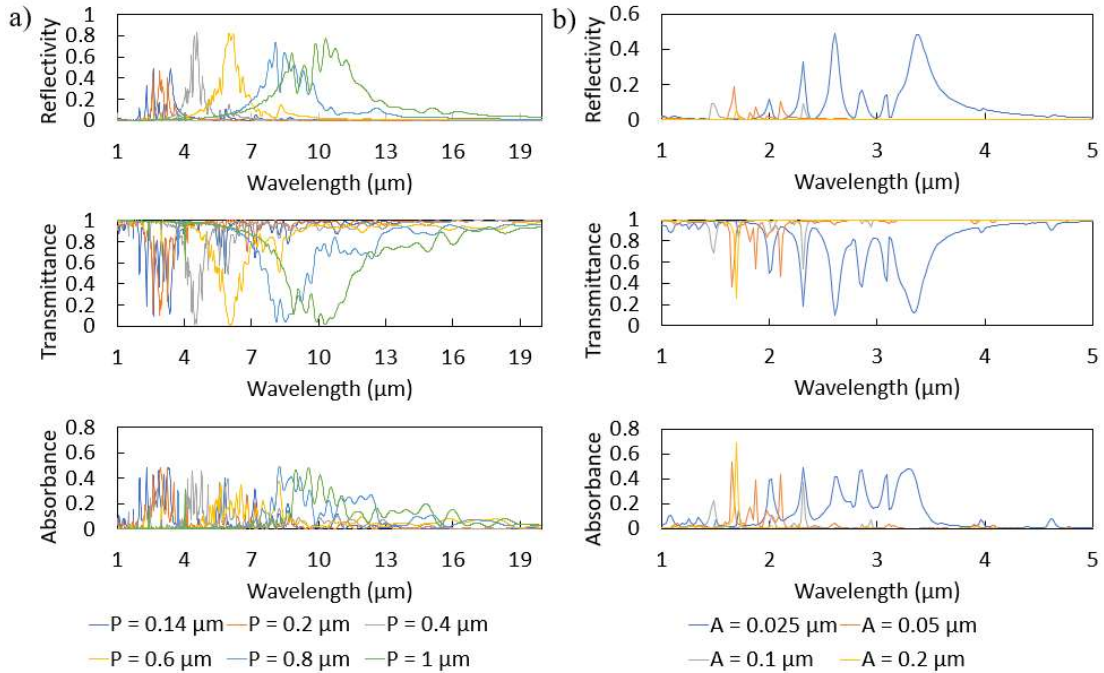 a)
Reflectivity
1
0.8
0.6
0.4
0.2
0
1 4 7 10 13 16 19
Wavelength (µm)
Transmittance
1
0.8
0.6
0.4
0.2
0
1 4 7 10 13 16 19
Wavelength (µm)
Absorbance
0.8
0.6
0.4
0.2
0
1 4 7 10 13 16 19
Wavelength (µm)
P = 0.14 µm P = 0.2 µm P = 0.4 µm
P = 0.6 µm P = 0.8 µm P = 1 µm
b)
Reflectivity
0.6
0.4
0.2
0
1 2 3 4 5
Wavelength (µm)
Transmittance
1
0.8
0.6
0.4
0.2
0
1 2 3 4 5
Wavelength (µm)
Absorbance
0.8
0.6
0.4
0.2
0
1 2 3 4 5
Wavelength (µm)
A = 0.025 µm A = 0.05 µm
A = 0.1 µm A = 0.2 µm